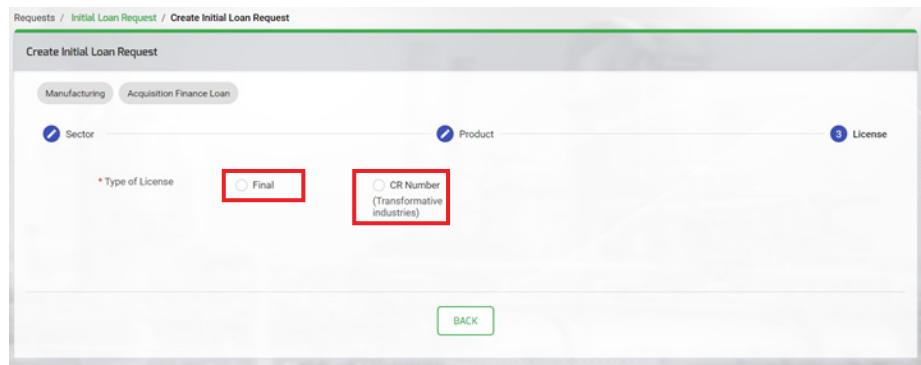 Requests / Initial Loan Request / Create Initial Loan Request
Create Initial Loan Request
Manufacturing Acquisition Finance Loan
Sector Product 3 License
* Type of License Final CR Number
(Transformative
industries)
BACK